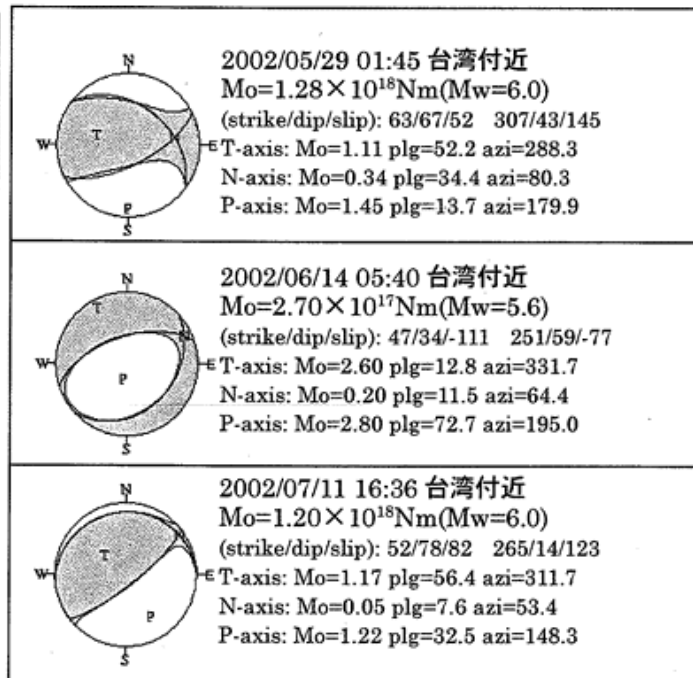 N
W
E
S
T
P
2002/05/29 01:45 台湾付近
Mo=1.28×10¹⁸Nm(Mw=6.0)
(strike/dip/slip): 63/67/52 307/43/145
T-axis: Mo=1.11 plg=52.2 azi=288.3
N-axis: Mo=0.34 plg=34.4 azi=80.3
P-axis: Mo=1.45 plg=13.7 azi=179.9
N
W
E
S
T
N
P
2002/06/14 05:40 台湾付近
Mo=2.70×10¹⁷Nm(Mw=5.6)
(strike/dip/slip): 47/34/-111 251/59/-77
T-axis: Mo=2.60 plg=12.8 azi=331.7
N-axis: Mo=0.20 plg=11.5 azi=64.4
P-axis: Mo=2.80 plg=72.7 azi=195.0
N
W
E
S
T
P
2002/07/11 16:36 台湾付近
Mo=1.20×10¹⁸Nm(Mw=6.0)
(strike/dip/slip): 52/78/82 265/14/123
T-axis: Mo=1.17 plg=56.4 azi=311.7
N-axis: Mo=0.05 plg=7.6 azi=53.4
P-axis: Mo=1.22 plg=32.5 azi=148.3